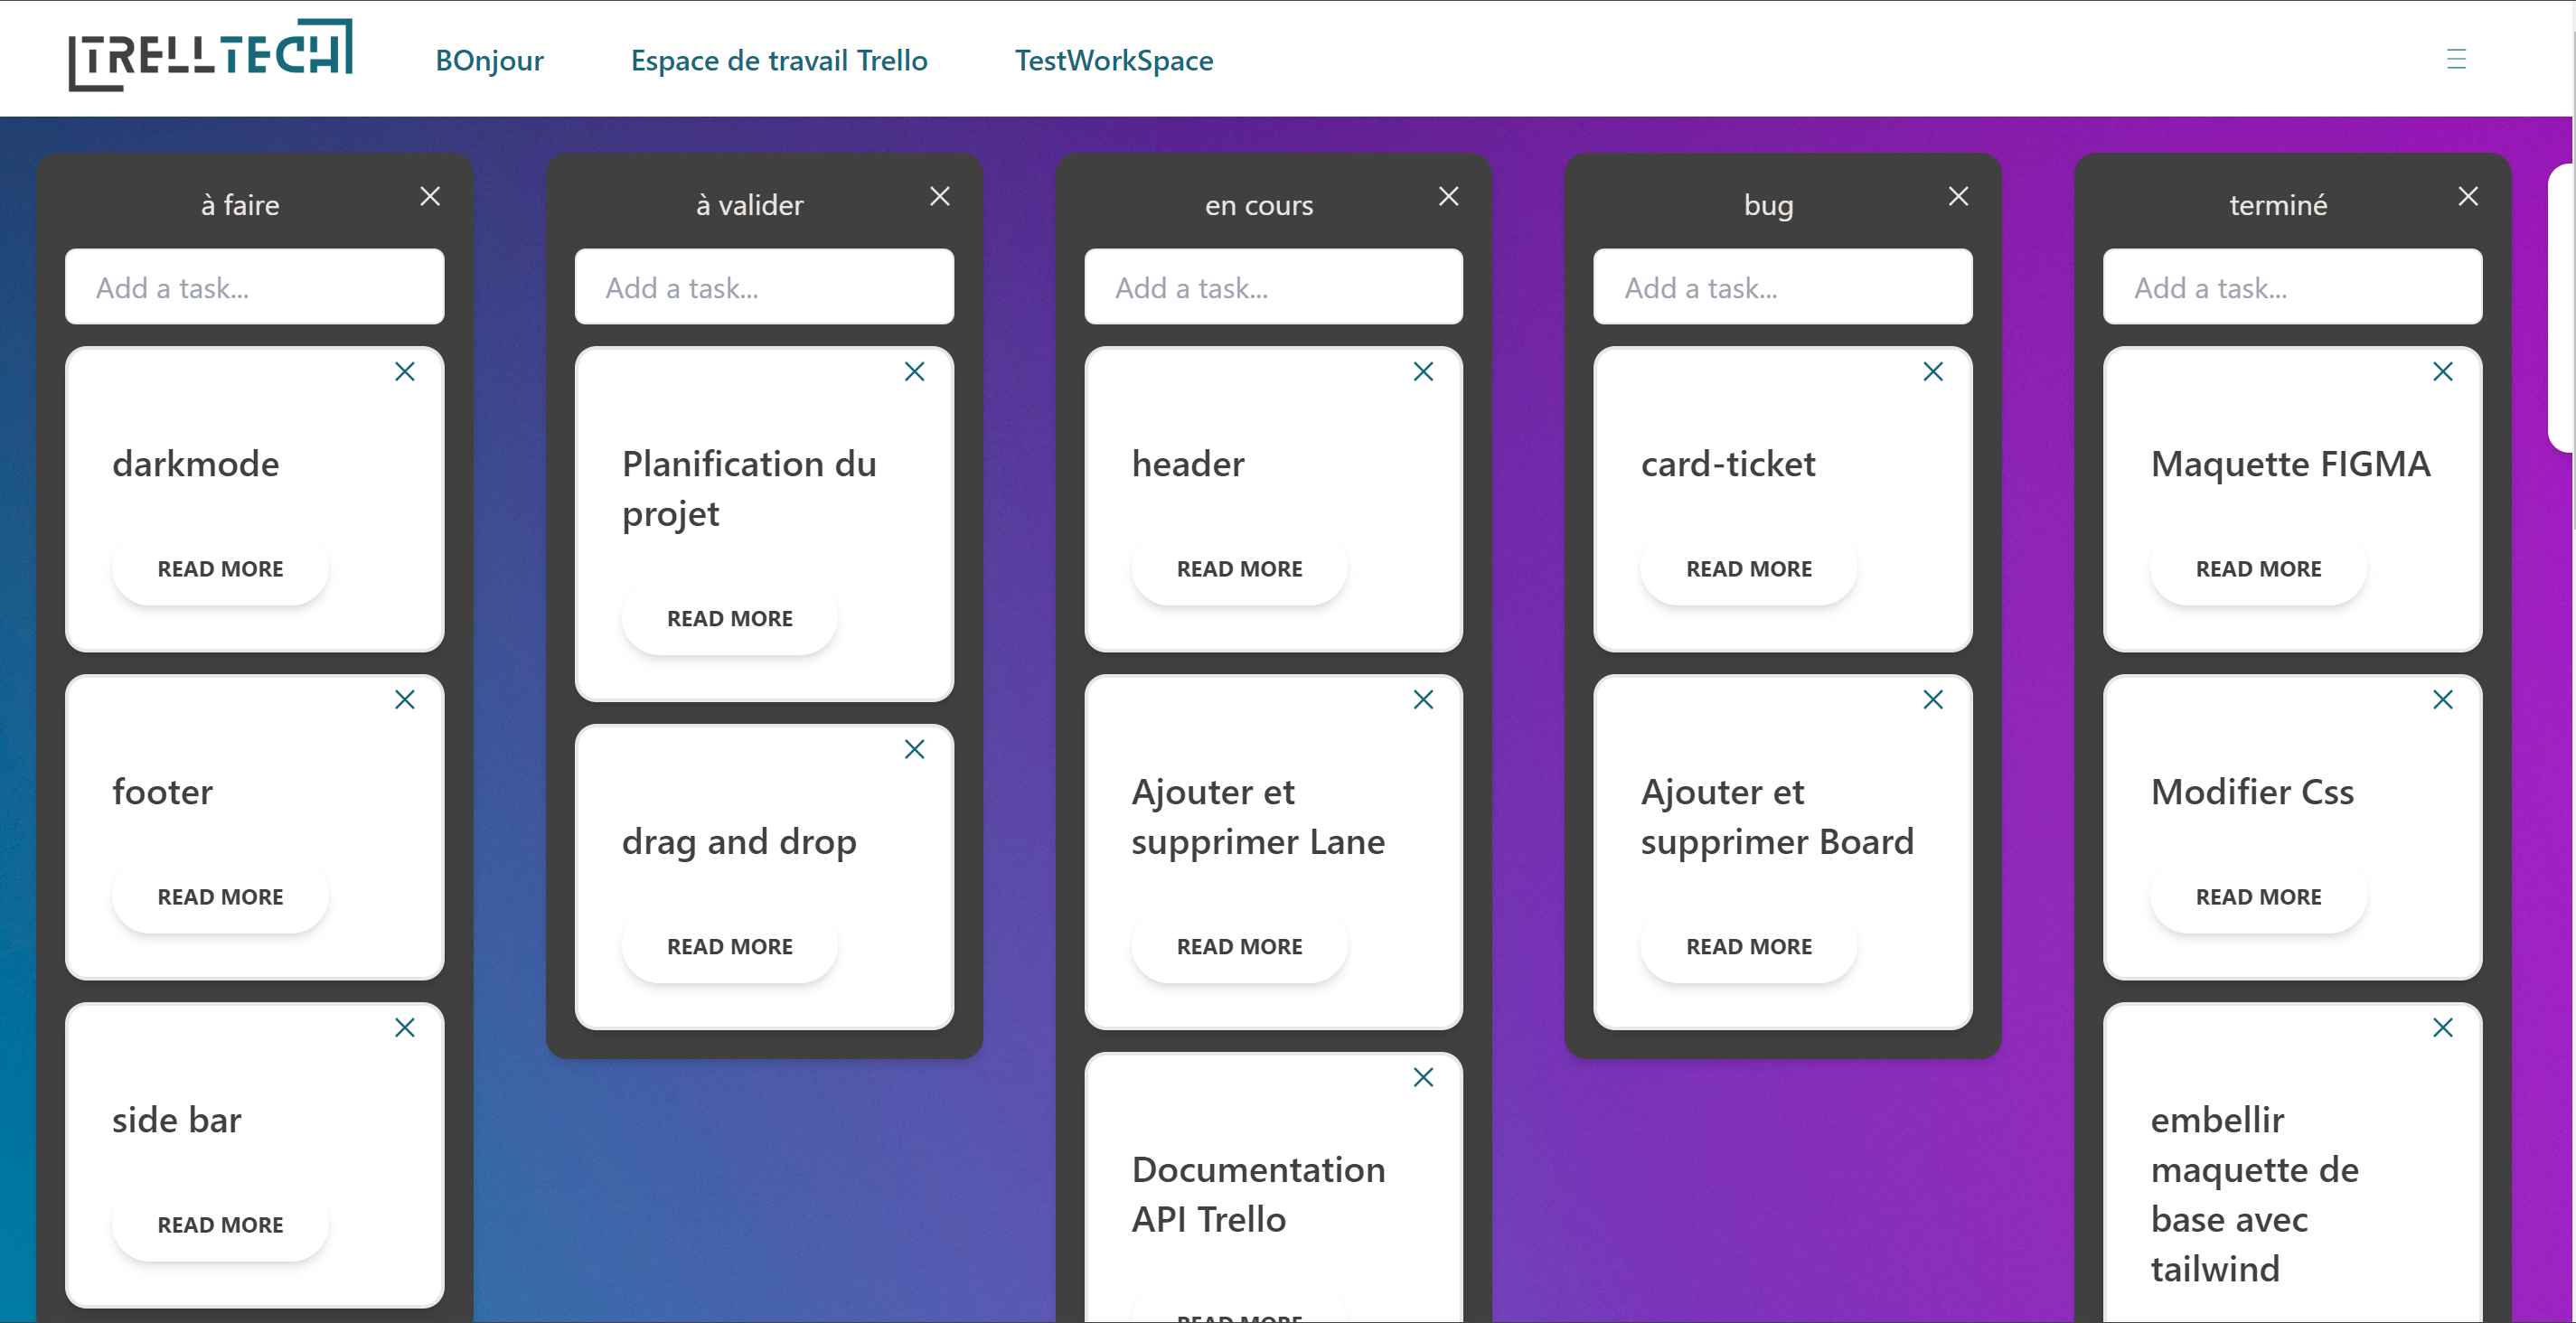 TRELLTECH
BOnjour
Espace de travail Trello
TestWorkSpace
à faire
Add a task...
darkmode
READ MORE
footer
READ MORE
side bar
READ MORE
à valider
Add a task...
Planification du
projet
READ MORE
drag and drop
READ MORE
en cours
Add a task...
header
READ MORE
Ajouter et
supprimer Lane
READ MORE
Documentation
API Trello
READ MORE
bug
Add a task...
card-ticket
READ MORE
Ajouter et
supprimer Board
READ MORE
terminé
Add a task...
Maquette FIGMA
READ MORE
Modifier Css
READ MORE
embellir
maquette de
base avec
tailwind